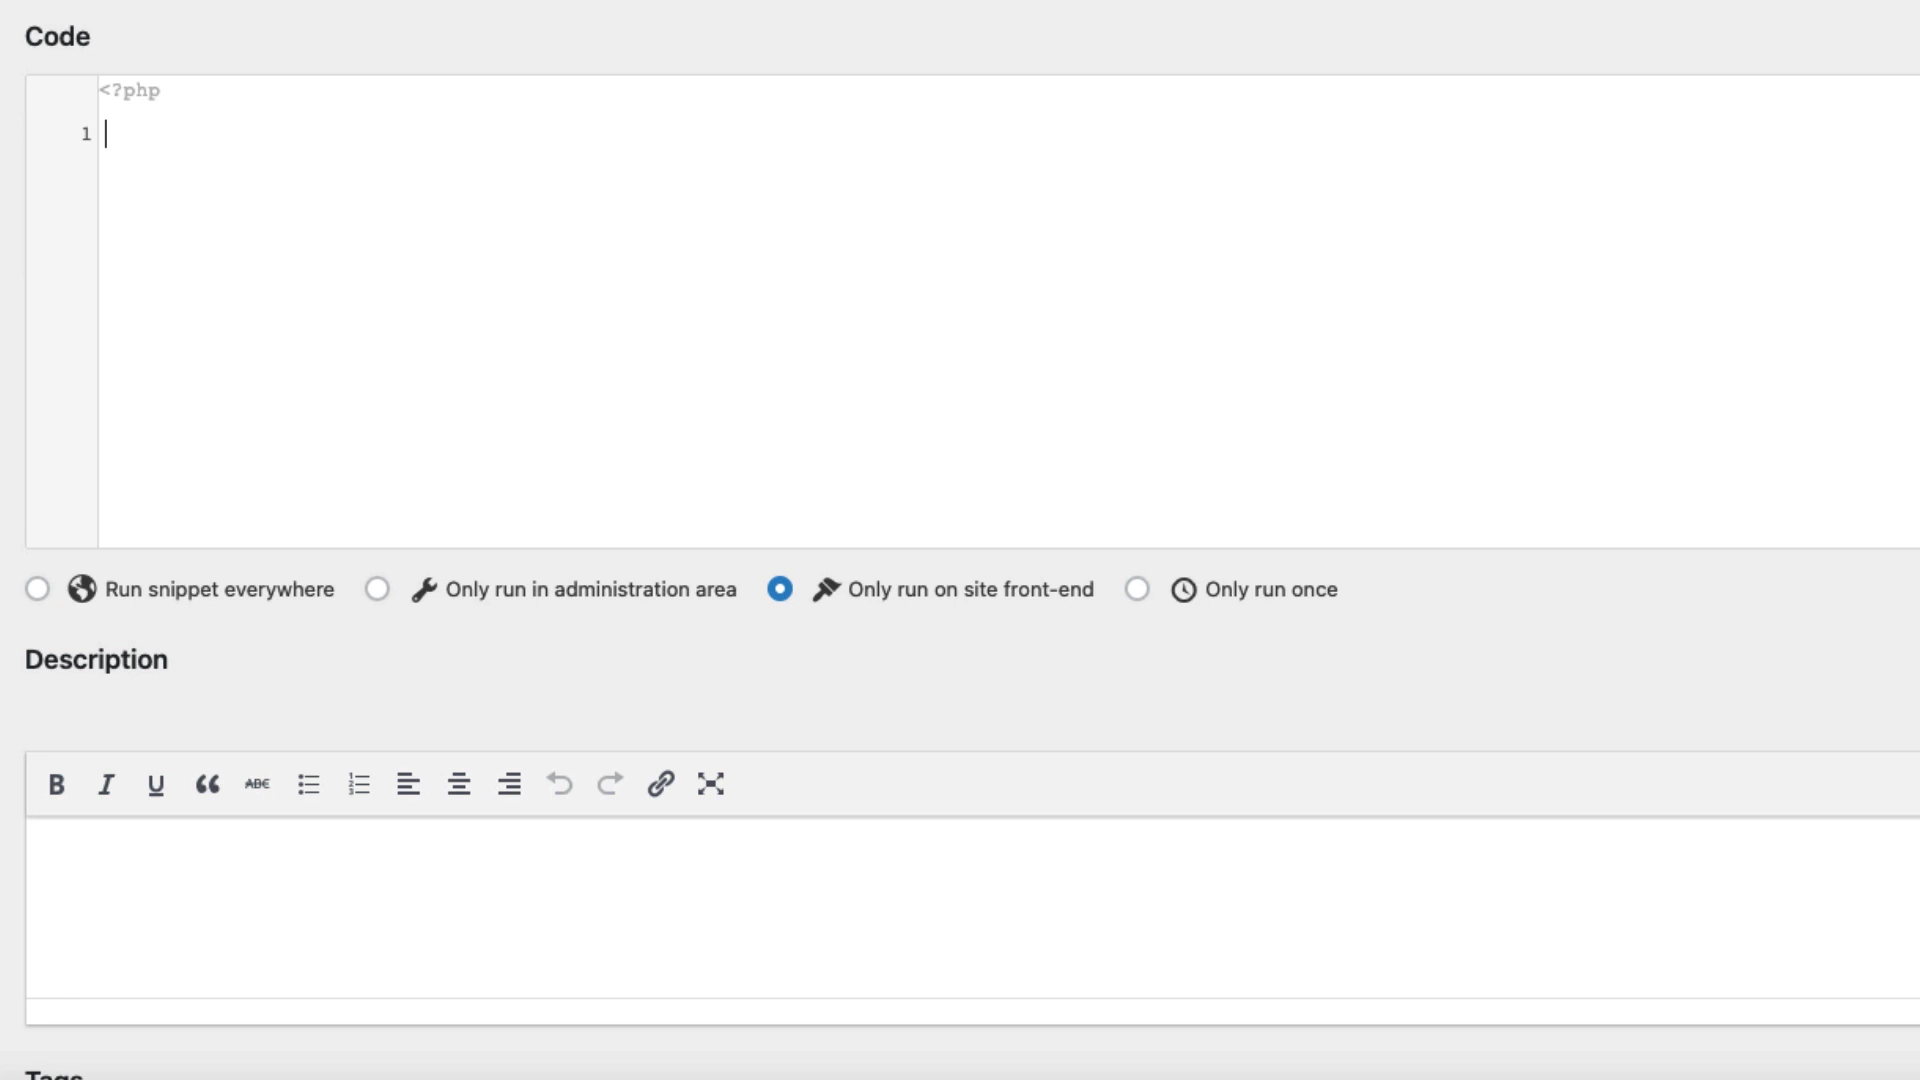 Code
<?php
1
Run snippet everywhere Only run in administration area Only run on site front-end Only run once
Description
B I U ABC
Tags